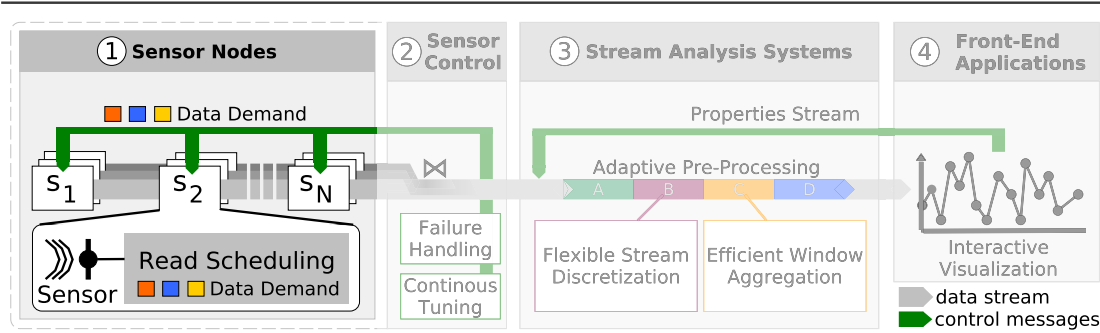 1 Sensor Nodes
2 Sensor
Control
3 Stream Analysis Systems
4 Front-End
Applications
Data Demand
Properties Stream
Adaptive Pre-Processing
S1
S2
SN
⋈
A B C D
Failure
Handling
Continous
Tuning
Flexible Stream
Discretization
Efficient Window
Aggregation
Interactive
Visualization
Sensor
Read Scheduling
Data Demand
data stream
control messages